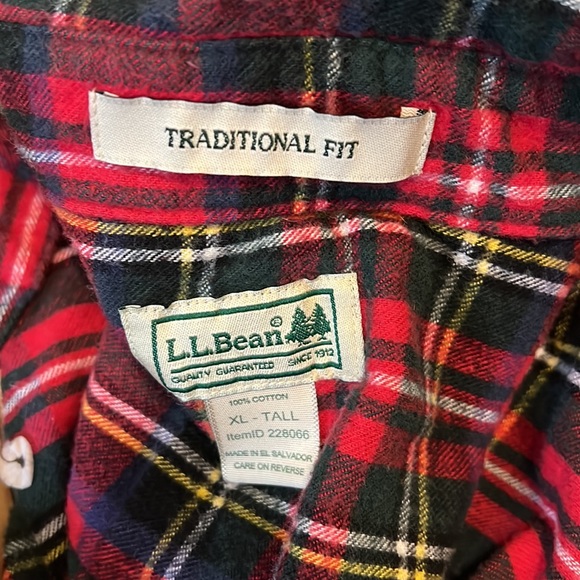 TRADITIONAL FIT
L.L.Bean®
QUALITY GUARANTEED SINCE 1912
100% COTTON
XL - TALL
ItemID 228066
MADE IN EL SALVADOR
CARE ON REVERSE